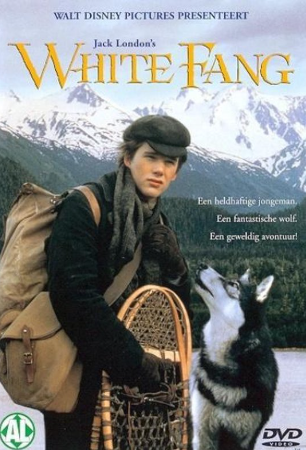 WALT DISNEY PICTURES PRESENTEERT
Jack London's
WHITE FANG
Een heldhaftige jongeman.
Een fantastische wolf.
Een geweldig avontuur!
AL
DVD
VIDEO